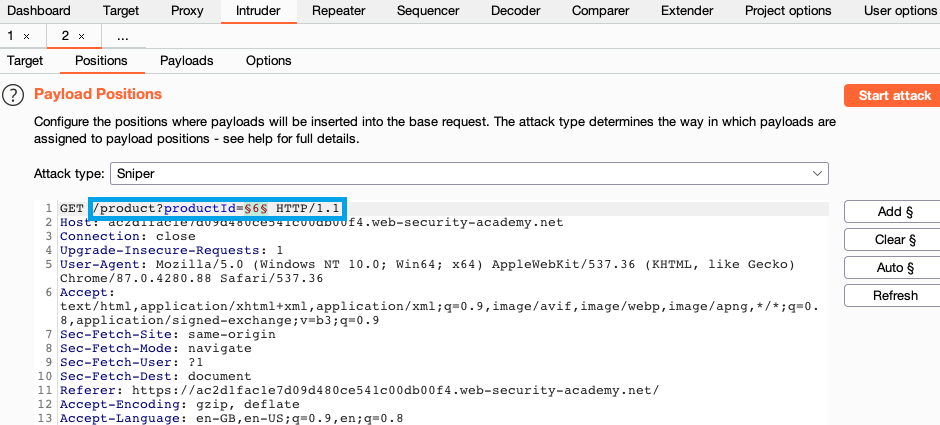 Dashboard Target Proxy Intruder Repeater Sequencer Decoder Comparer Extender Project options User options
1 × 2 × ...
Target Positions Payloads Options
? Payload Positions Start attack
Configure the positions where payloads will be inserted into the base request. The attack type determines the way in which payloads are
assigned to payload positions - see help for full details.
Attack type: Sniper
1 GET /product?productId=§6§ HTTP/1.1
2 Host: ac2d1fac1e7d09d480ce541c00db00f4.web-security-academy.net
3 Connection: close
4 Upgrade-Insecure-Requests: 1
5 User-Agent: Mozilla/5.0 (Windows NT 10.0; Win64; x64) AppleWebKit/537.36 (KHTML, like Gecko)
Chrome/87.0.4280.88 Safari/537.36
6 Accept:
text/html,application/xhtml+xml,application/xml;q=0.9,image/avif,image/webp,image/apng,*/*;q=0.
8,application/signed-exchange;v=b3;q=0.9
7 Sec-Fetch-Site: same-origin
8 Sec-Fetch-Mode: navigate
9 Sec-Fetch-User: ?1
10 Sec-Fetch-Dest: document
11 Referer: https://ac2d1fac1e7d09d480ce541c00db00f4.web-security-academy.net/
12 Accept-Encoding: gzip, deflate
13 Accept-Language: en-GB,en-US;q=0.9,en;q=0.8
Add §
Clear §
Auto §
Refresh